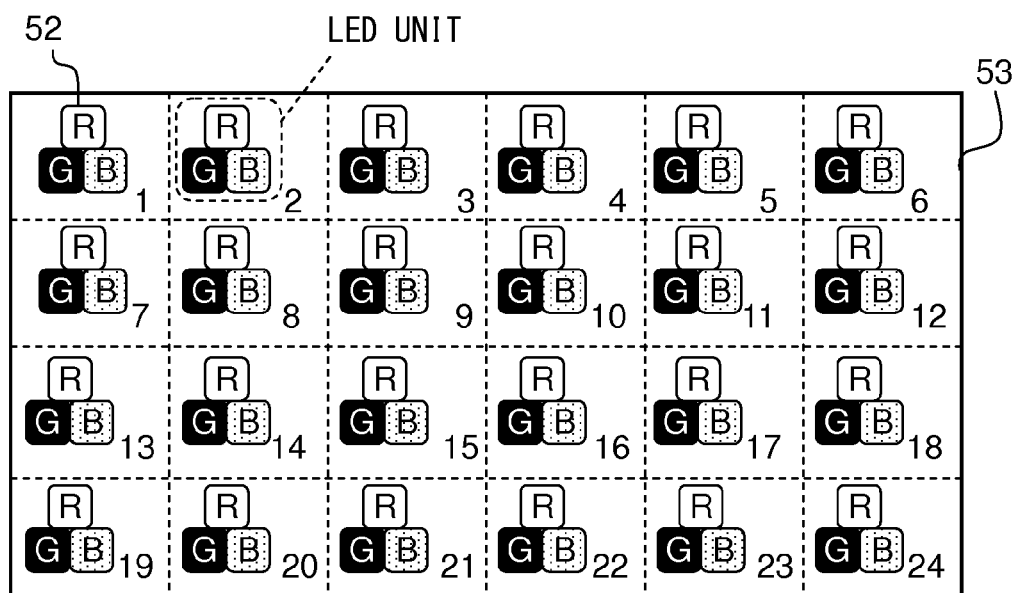 52 LED UNIT
53
R R R R R R
G B 1 G B 2 G B 3 G B 4 G B 5 G B 6
R R R R R R
G B 7 G B 8 G B 9 G B 10 G B 11 G B 12
R R R R R R
G B 13 G B 14 G B 15 G B 16 G B 17 G B 18
R R R R R R
G B 19 G B 20 G B 21 G B 22 G B 23 G B 24